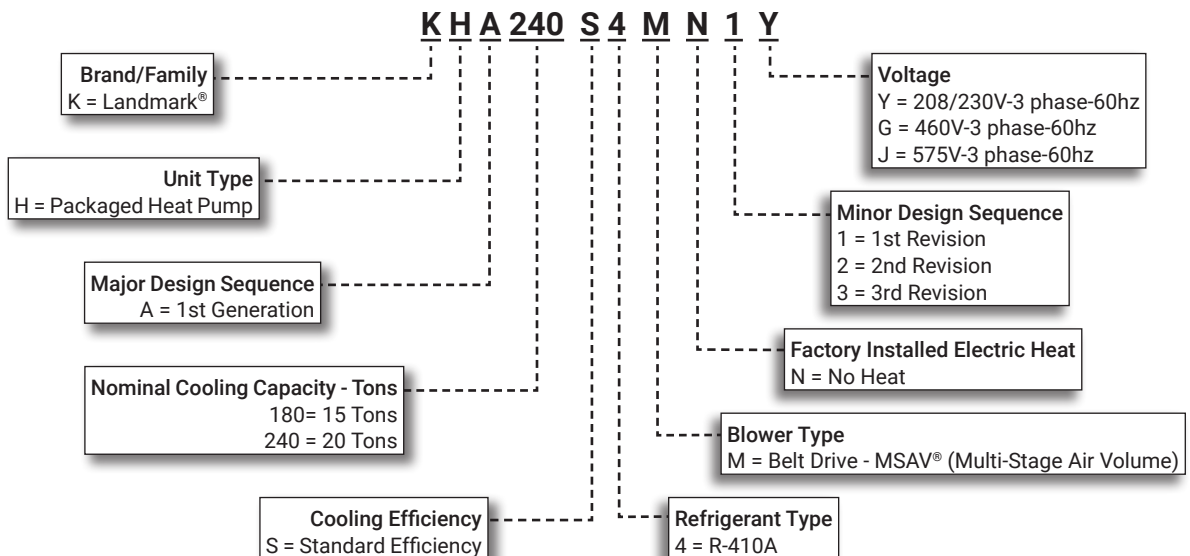 K H A 240 S 4 M N 1 Y
Brand/Family
K = Landmark®
Unit Type
H = Packaged Heat Pump
Major Design Sequence
A = 1st Generation
Nominal Cooling Capacity - Tons
180= 15 Tons
240 = 20 Tons
Cooling Efficiency
S = Standard Efficiency
Voltage
Y = 208/230V-3 phase-60hz
G = 460V-3 phase-60hz
J = 575V-3 phase-60hz
Minor Design Sequence
1 = 1st Revision
2 = 2nd Revision
3 = 3rd Revision
Factory Installed Electric Heat
N = No Heat
Blower Type
M = Belt Drive - MSAV® (Multi-Stage Air Volume)
Refrigerant Type
4 = R-410A